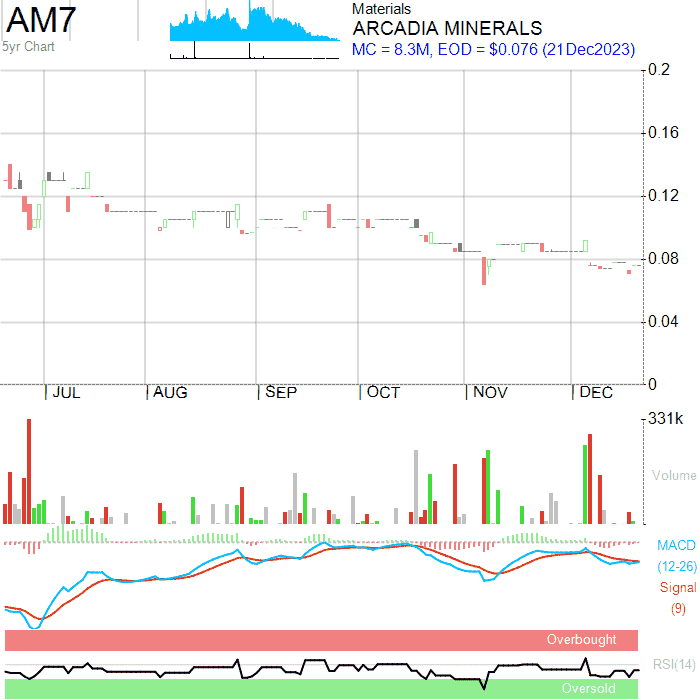 AM7
5yr Chart
Materials
ARCADIA MINERALS
MC = 8.3M, EOD = $0.076 (21Dec2023)
0.2
0.16
0.12
0.08
0.04
0
JUL AUG SEP OCT NOV DEC
331k
Volume
MACD
(12-26)
Signal
(9)
Overbought
RSI(14)
Oversold